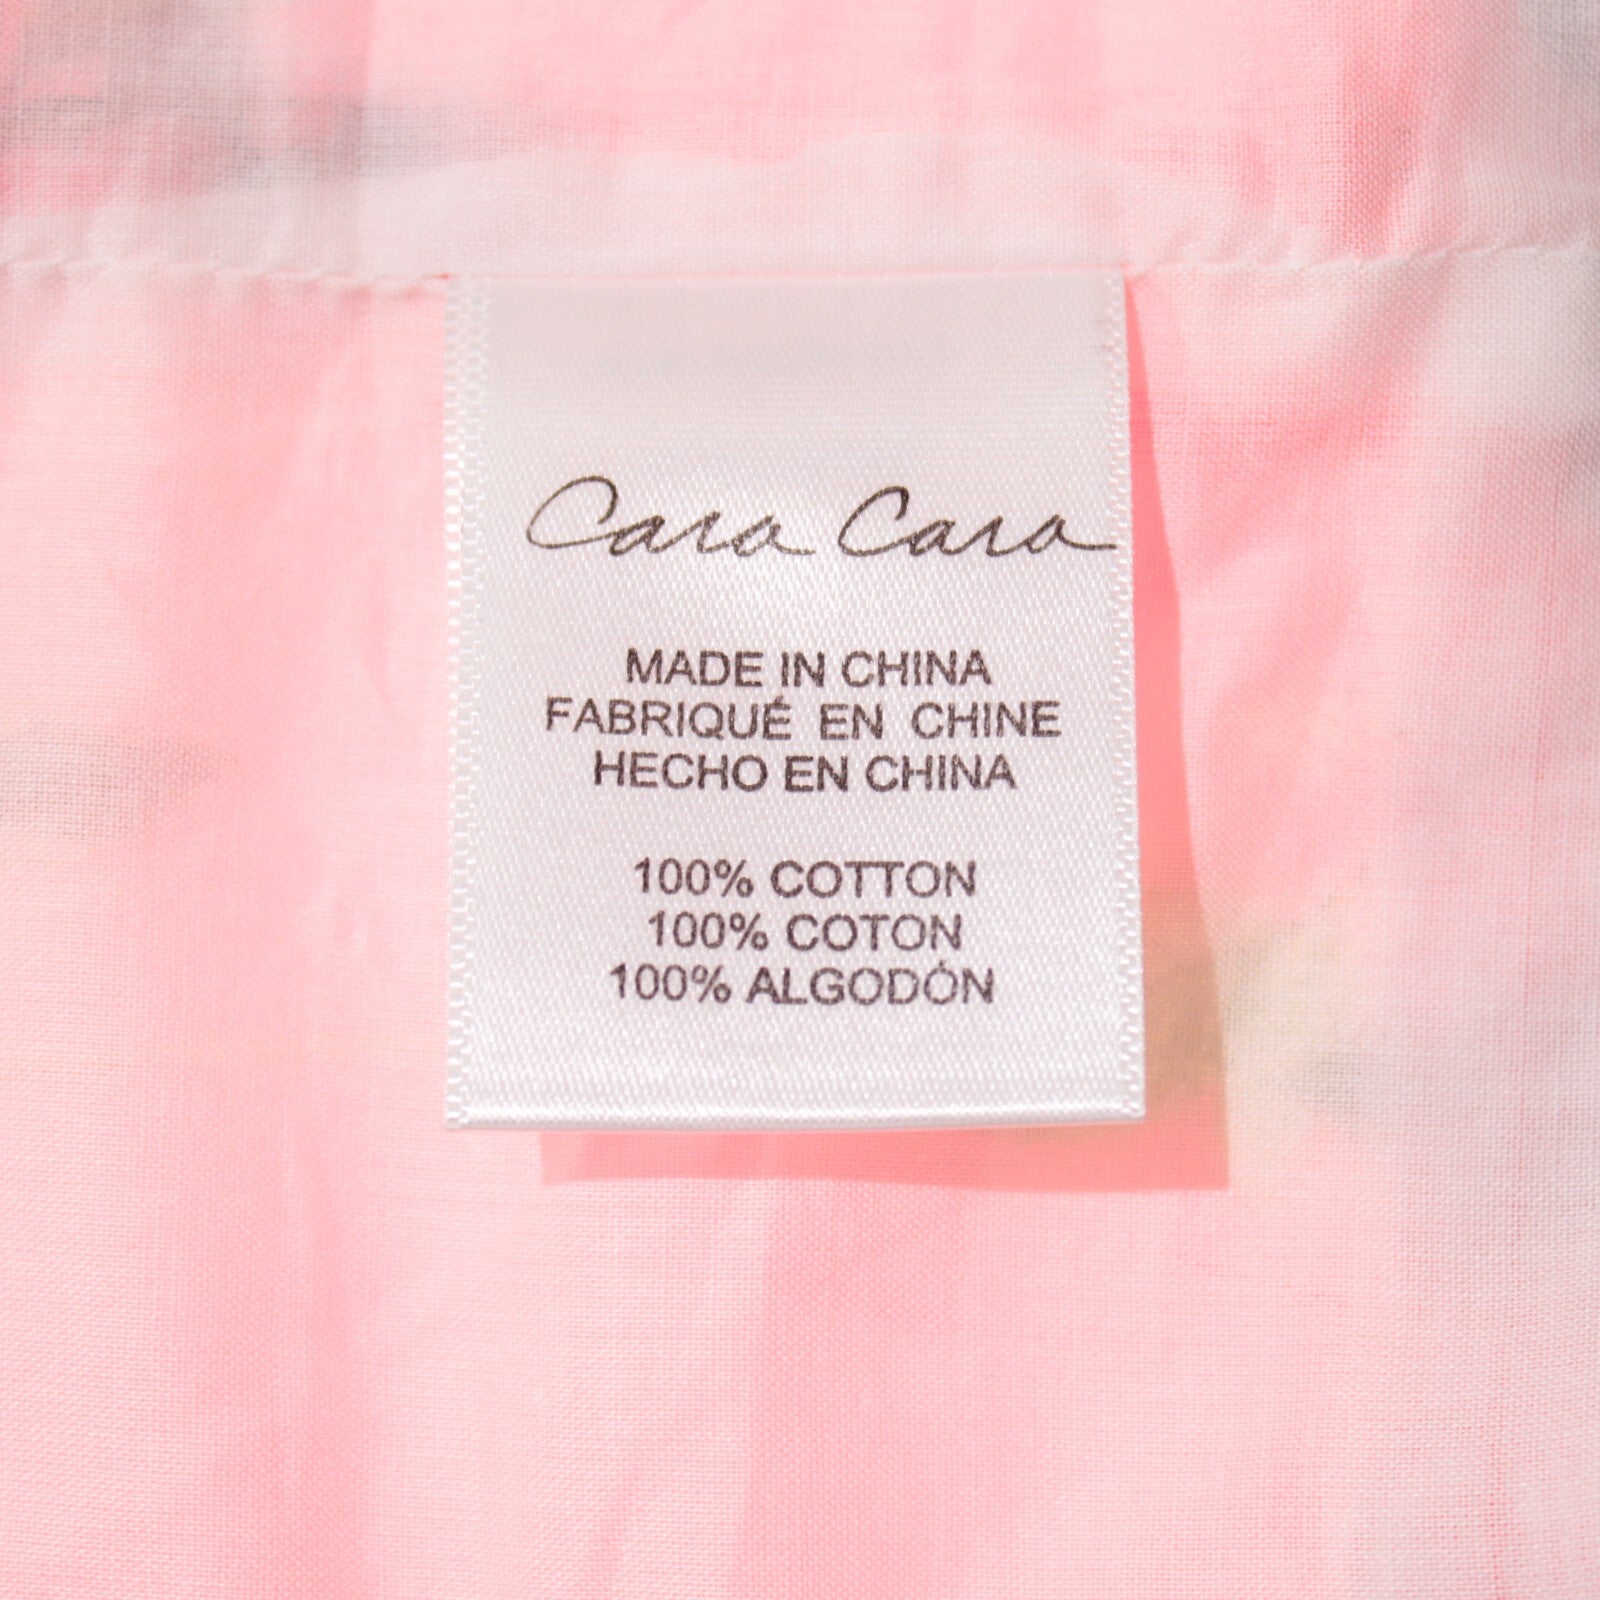 Cara Cara
MADE IN CHINA
FABRIQUÉ EN CHINE
HECHO EN CHINA
100% COTTON
100% COTON
100% ALGODÓN